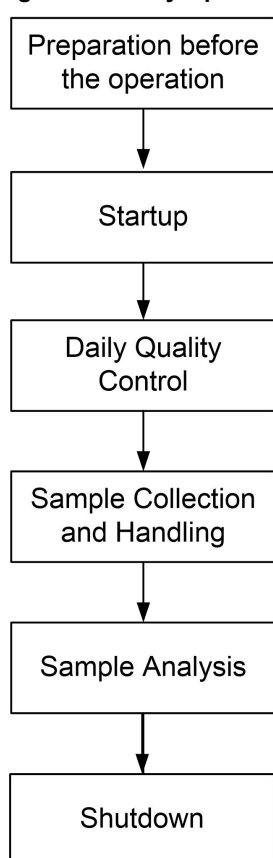 Preparation before
the operation
Startup
Daily Quality
Control
Sample Collection
and Handling
Sample Analysis
Shutdown